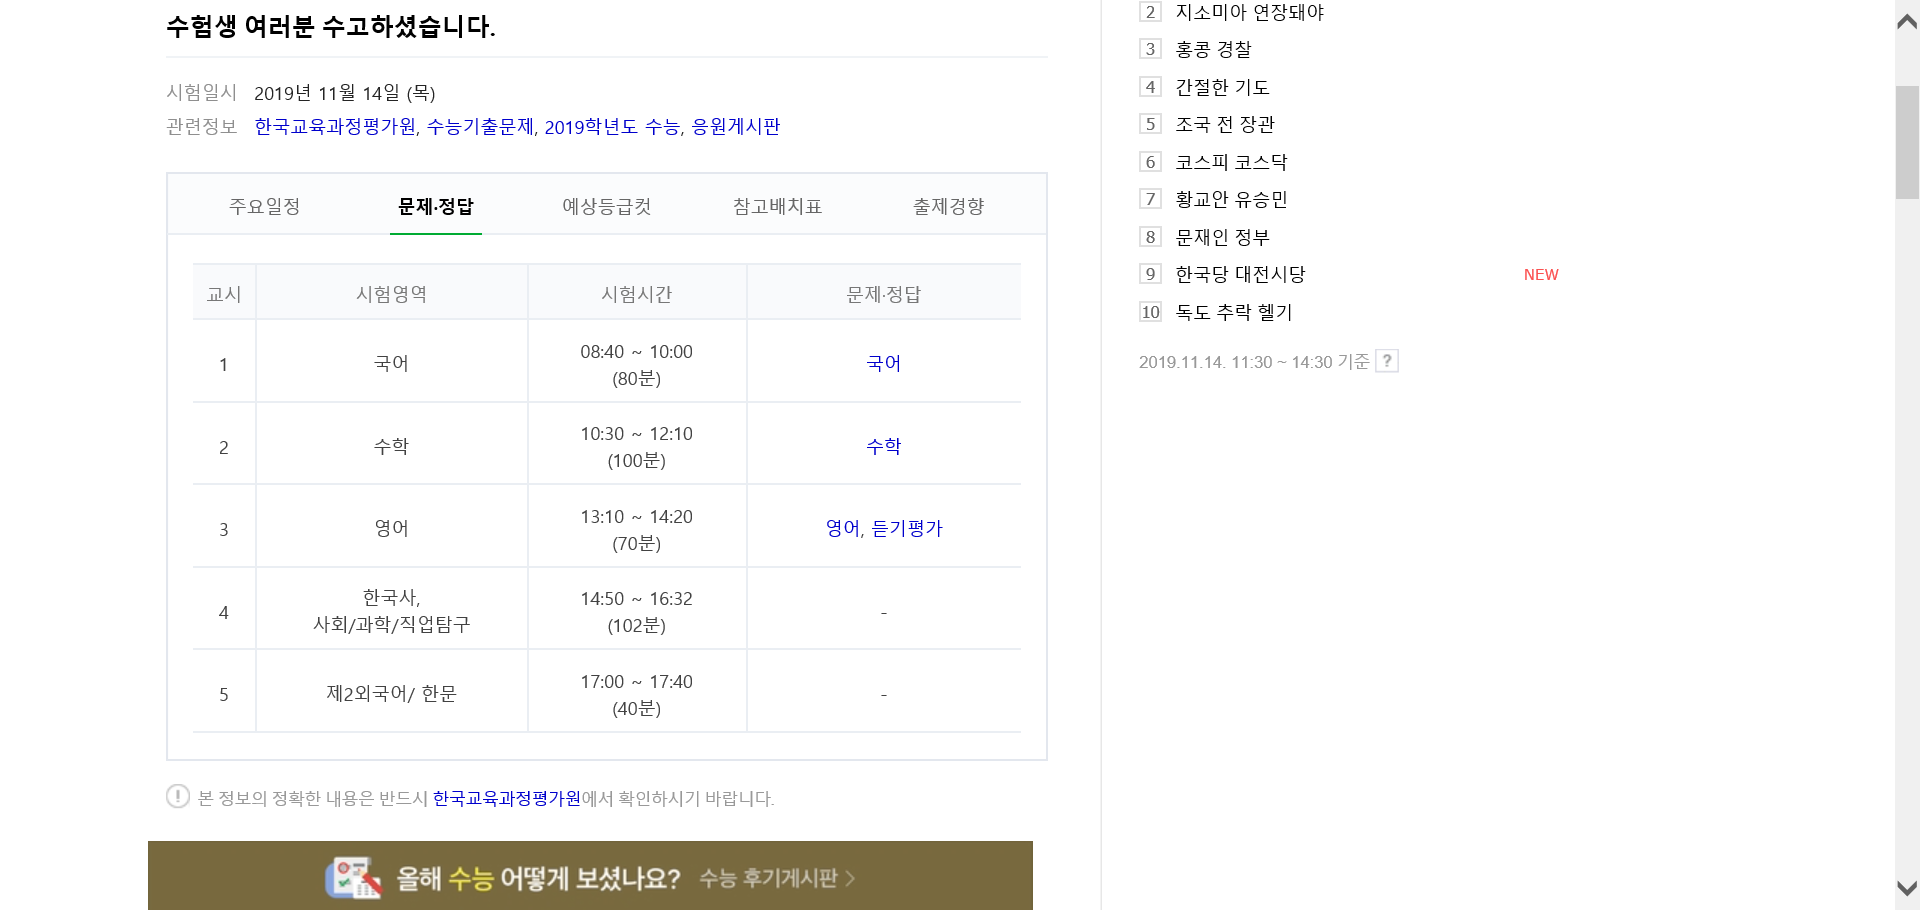 수험생 여러분 수고하셨습니다.
시험일시 2019년 11월 14일 (목)
관련정보 한국교육과정평가원, 수능기출문제, 2019학년도 수능, 응원게시판
주요일정 문제·정답 예상등급컷 참고배치표 출제경향
교시 시험영역 시험시간 문제·정답
1 국어 08:40 ~ 10:00 (80분) 국어
2 수학 10:30 ~ 12:10 (100분) 수학
3 영어 13:10 ~ 14:20 (70분) 영어, 듣기평가
4 한국사, 사회/과학/직업탐구 14:50 ~ 16:32 (102분) -
5 제2외국어/ 한문 17:00 ~ 17:40 (40분) -
본 정보의 정확한 내용은 반드시 한국교육과정평가원에서 확인하시기 바랍니다.
올해 수능 어떻게 보셨나요? 수능 후기게시판 >
2 지소미아 연장돼야
3 홍콩 경찰
4 간절한 기도
5 조국 전 장관
6 코스피 코스닥
7 황교안 유승민
8 문재인 정부
9 한국당 대전시당 NEW
10 독도 추락 헬기
2019.11.14. 11:30 ~ 14:30 기준 ?